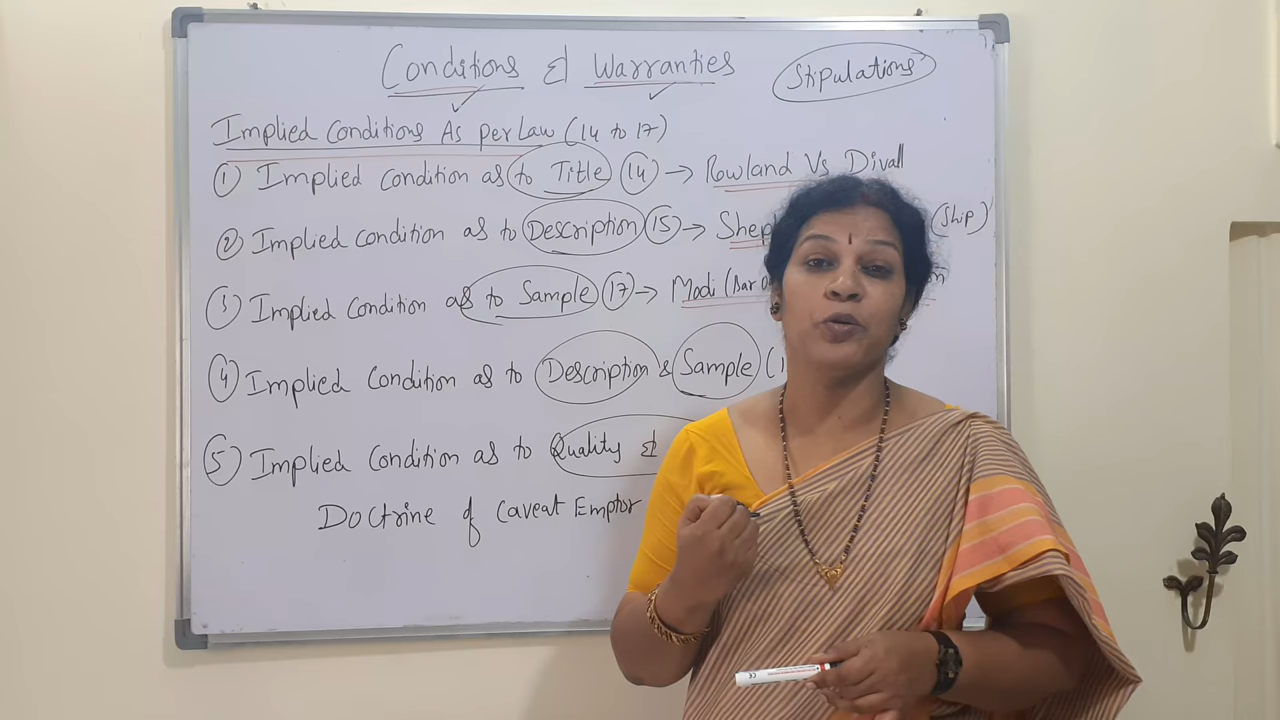 Conditions & Warranties
Stipulations
Implied Conditions As per Law (14 to 17)
① Implied Condition as to Title (14) → Rowland Vs Divall
② Implied Condition as to Description (15) → (Ship)
③ Implied Condition as to Sample (17) → Modi (Bar
④ Implied Condition as to Description & Sample
⑤ Implied Condition as to Quality &
Doctrine of Caveat Emptor